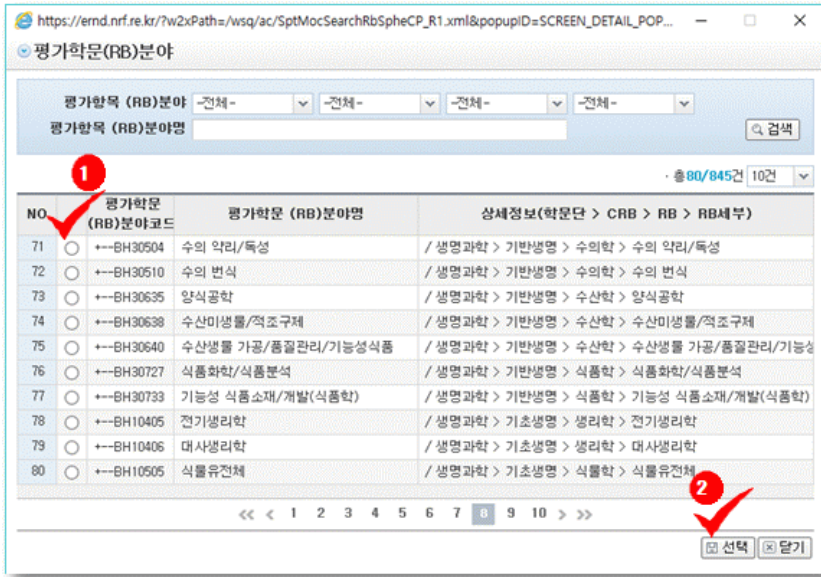 https://ernd.nrf.re.kr/?w2xPath=/wsq/ac/SptMocSearchRbSpheCP_R1.xml&popupID=SCREEN_DETAIL_POP...
평가학문(RB)분야
평가항목 (RB)분야 -전체- -전체- -전체- -전체-
평가항목 (RB)분야명 검색
1
· 총80/845건 10건
NO 평가학문 (RB)분야코드 평가학문 (RB)분야명 상세정보(학문단 > CRB > RB > RB세부)
71 +--BH30504 수의 약리/독성 / 생명과학 > 기반생명 > 수의학 > 수의 약리/독성
72 +--BH30510 수의 번식 / 생명과학 > 기반생명 > 수의학 > 수의 번식
73 +--BH30635 양식공학 / 생명과학 > 기반생명 > 수산학 > 양식공학
74 +--BH30638 수산미생물/적조구제 / 생명과학 > 기반생명 > 수산학 > 수산미생물/적조구제
75 +--BH30640 수산생물 가공/품질관리/기능성식품 / 생명과학 > 기반생명 > 수산학 > 수산생물 가공/품질관리/기능성
76 +--BH30727 식품화학/식품분석 / 생명과학 > 기반생명 > 식품학 > 식품화학/식품분석
77 +--BH30733 기능성 식품소재/개발(식품학) / 생명과학 > 기반생명 > 식품학 > 기능성 식품소재/개발(식품학)
78 +--BH10405 전기생리학 / 생명과학 > 기초생명 > 생리학 > 전기생리학
79 +--BH10406 대사생리학 / 생명과학 > 기초생명 > 생리학 > 대사생리학
80 +--BH10505 식물유전체 / 생명과학 > 기초생명 > 식물학 > 식물유전체
2
<< < 1 2 3 4 5 6 7 8 9 10 > >>
선택 닫기